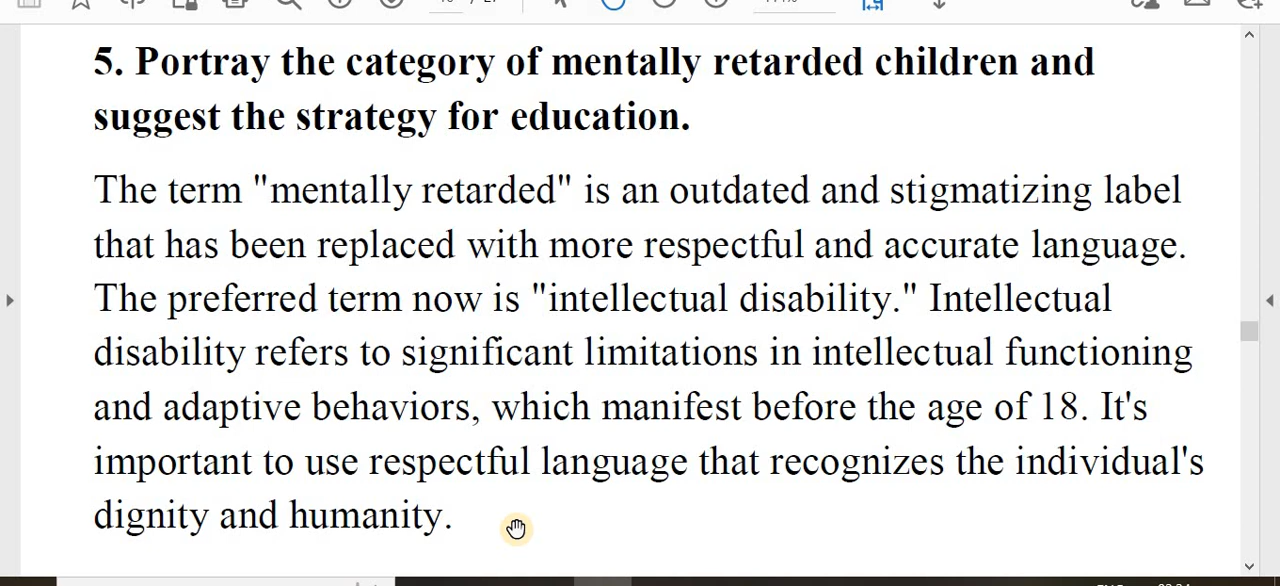 5. Portray the category of mentally retarded children and
suggest the strategy for education.
The term "mentally retarded" is an outdated and stigmatizing label
that has been replaced with more respectful and accurate language.
The preferred term now is "intellectual disability." Intellectual
disability refers to significant limitations in intellectual functioning
and adaptive behaviors, which manifest before the age of 18. It's
important to use respectful language that recognizes the individual's
dignity and humanity.